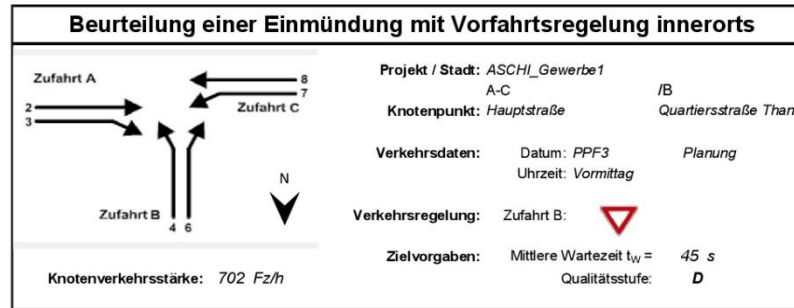 Beurteilung einer Einmündung mit Vorfahrtsregelung innerorts
Zufahrt A
8
7
Zufahrt C
2
3
N
Zufahrt B
4 6
Knotenverkehrsstärke: 702 Fz/h
Projekt / Stadt: ASCHI_Gewerbe1
A-C /B
Knotenpunkt: Hauptstraße Quartiersstraße Than
Verkehrsdaten: Datum: PPF3 Planung
Uhrzeit: Vormittag
Verkehrsregelung: Zufahrt B:
Zielvorgaben: Mittlere Wartezeit tw = 45 s
Qualitätsstufe: D